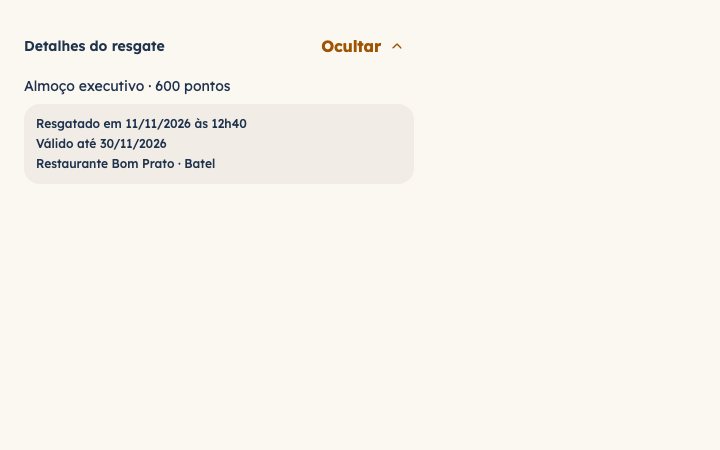 Detalhes do resgate
Ocultar
Almoço executivo · 600 pontos
Resgatado em 11/11/2026 às 12h40
Válido até 30/11/2026
Restaurante Bom Prato · Batel